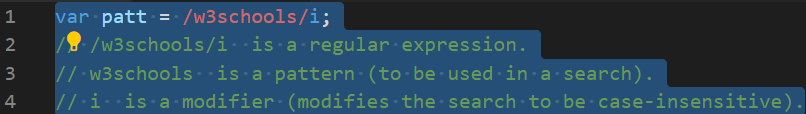 1 var patt = /w3schools/i;
2 // /w3schools/i  is a regular expression.
3 // w3schools  is a pattern (to be used in a search).
4 // i  is a modifier (modifies the search to be case-insensitive).